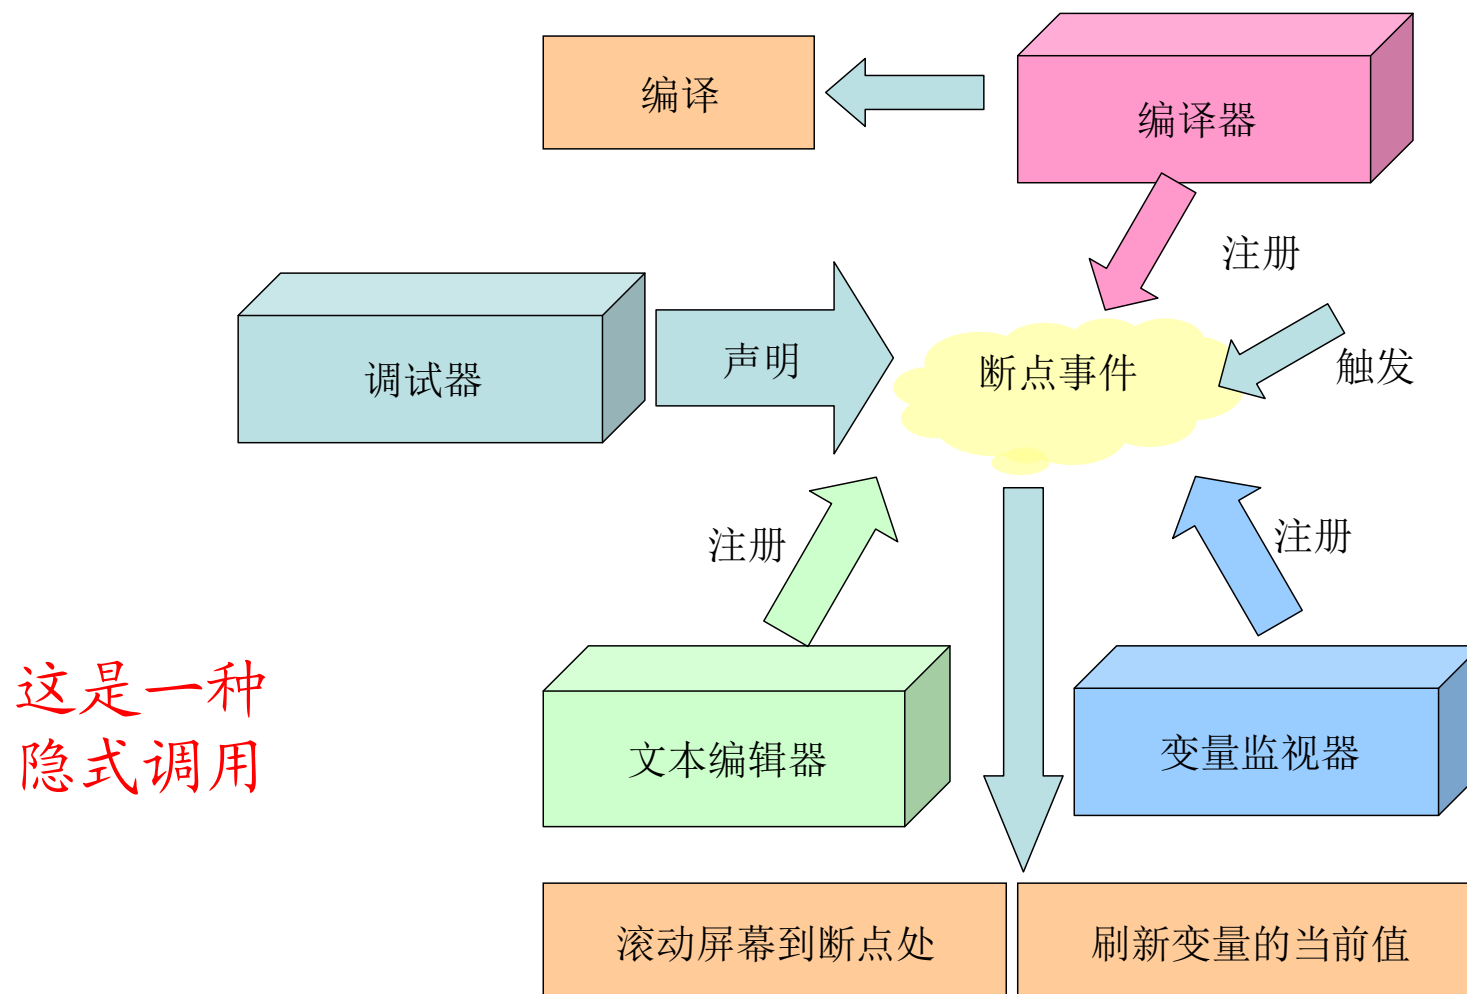 编译
编译器
注册
声明
断点事件
触发
调试器
注册
注册
这是一种
隐式调用
文本编辑器
变量监视器
滚动屏幕到断点处
刷新变量的当前值